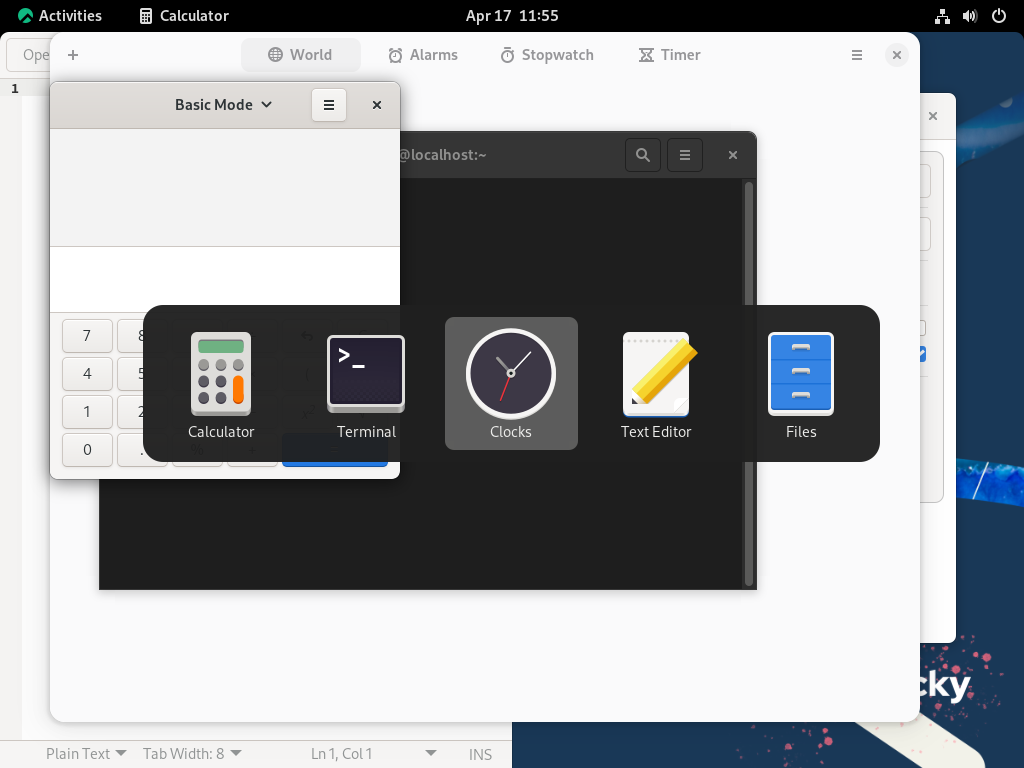 Activities
Calculator
Apr 17 11:55
Ope
World
Alarms
Stopwatch
Timer
1
Basic Mode
@localhost:~
7
8
4
5
1
2
0
.
%
Calculator
Terminal
Clocks
Text Editor
Files
cky
Plain Text
Tab Width: 8
Ln 1, Col 1
INS